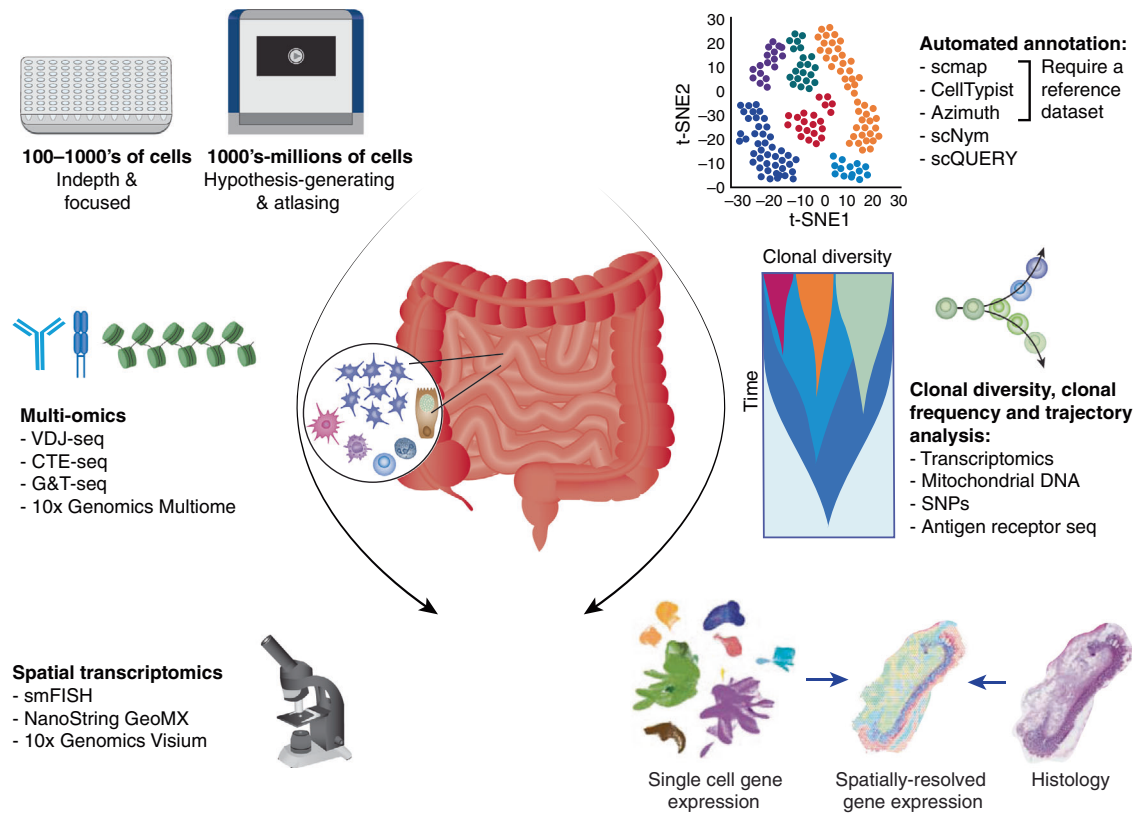 100–1000's of cells
Indepth &
focused
1000's-millions of cells
Hypothesis-generating
& atlasing
30
20
10
0
–30
–20
–10
–0
t-SNE2
–30 –20 –10 0 10 20 30
t-SNE1
Automated annotation:
- scmap
- CellTypist
- Azimuth
- scNym
- scQUERY
Require a
reference
dataset
Multi-omics
- VDJ-seq
- CTE-seq
- G&T-seq
- 10x Genomics Multiome
Clonal diversity
Time
Clonal diversity, clonal
frequency and trajectory
analysis:
- Transcriptomics
- Mitochondrial DNA
- SNPs
- Antigen receptor seq
Spatial transcriptomics
- smFISH
- NanoString GeoMX
- 10x Genomics Visium
Single cell gene
expression
Spatially-resolved
gene expression
Histology